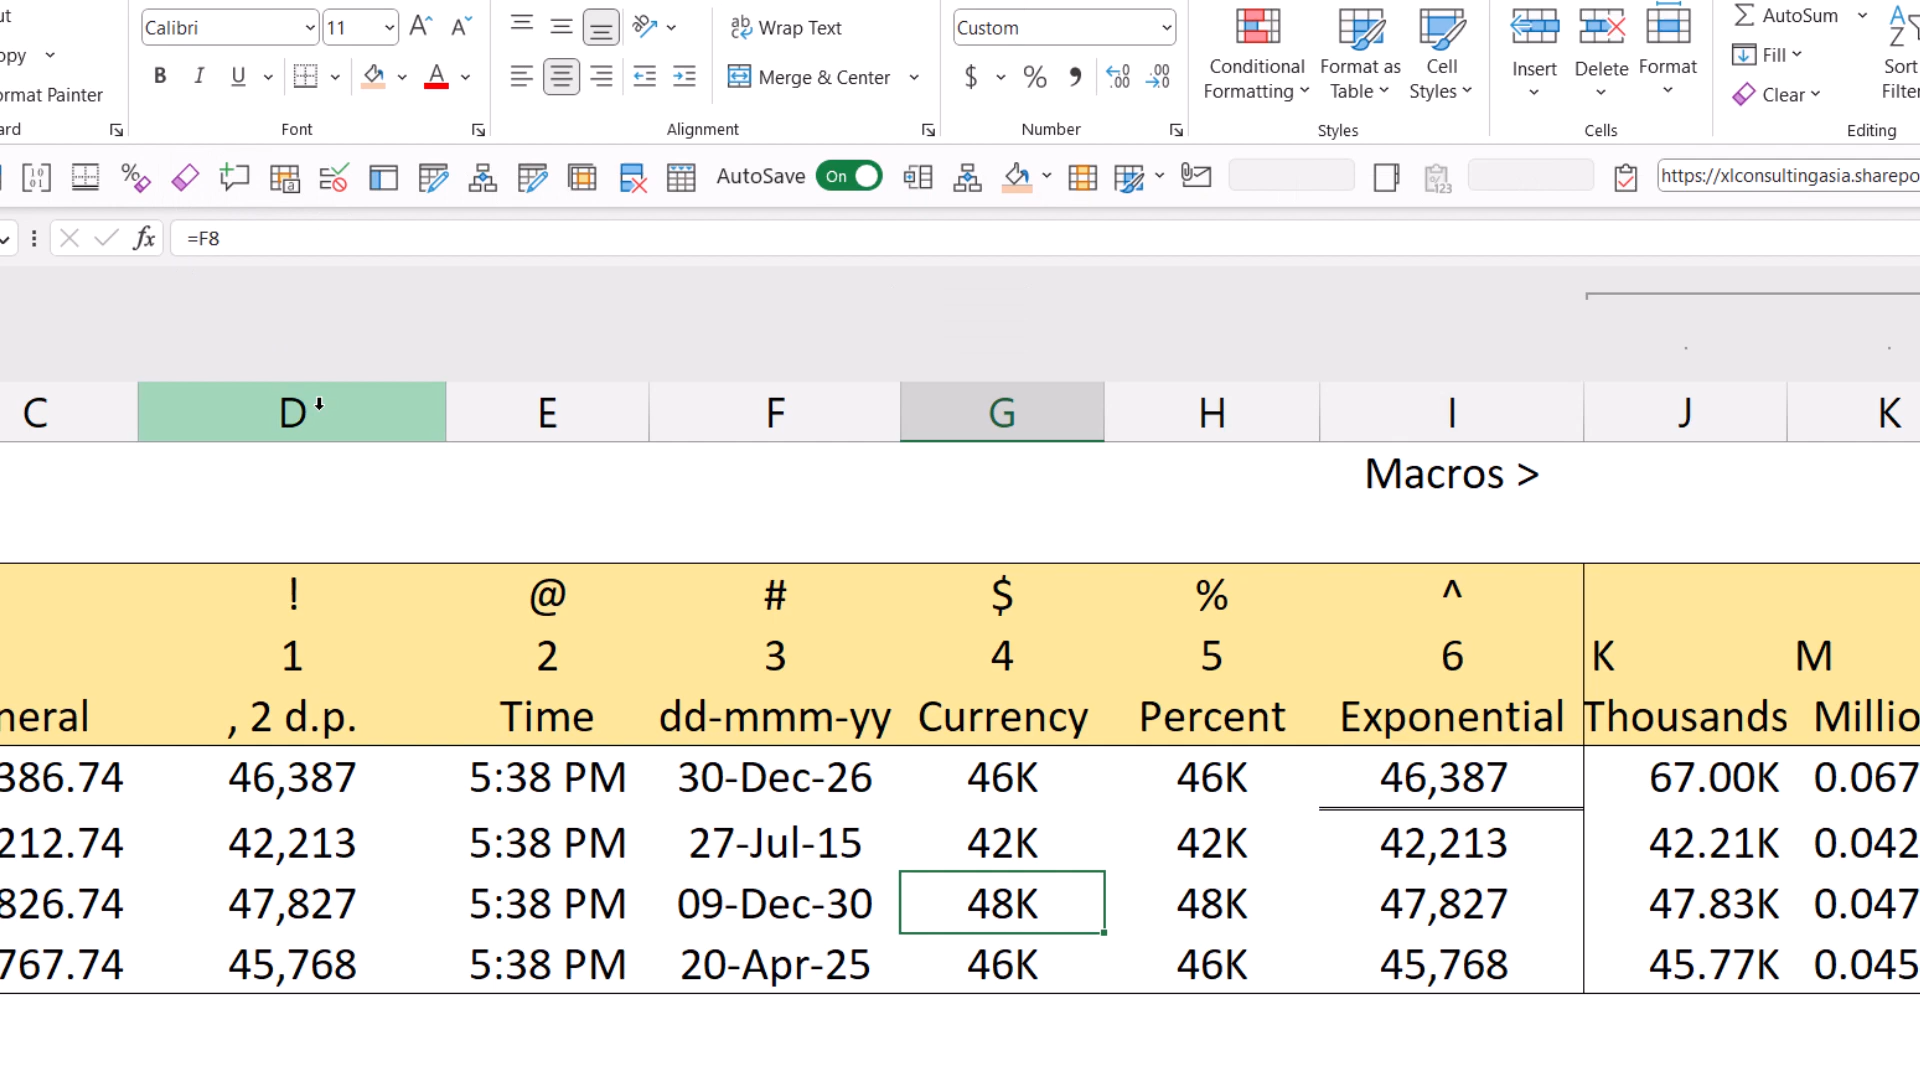 Calibri 11 Wrap Text Custom AutoSum
opy Conditional Format as Cell Insert Delete Format Fill Sort
B I U Merge & Center $ % Formatting Table Styles Clear Filter
ormat Painter
ard Font Alignment Number Styles Cells Editing
AutoSave On https://xlconsultingasia.sharepo
fx =F8
C D E F G H I J K
Macros >
! @ # $ % ^
1 2 3 4 5 6 K M
neral , 2 d.p. Time dd-mmm-yy Currency Percent Exponential Thousands Millio
386.74 46,387 5:38 PM 30-Dec-26 46K 46K 46,387 67.00K 0.067
212.74 42,213 5:38 PM 27-Jul-15 42K 42K 42,213 42.21K 0.042
826.74 47,827 5:38 PM 09-Dec-30 48K 48K 47,827 47.83K 0.047
767.74 45,768 5:38 PM 20-Apr-25 46K 46K 45,768 45.77K 0.045